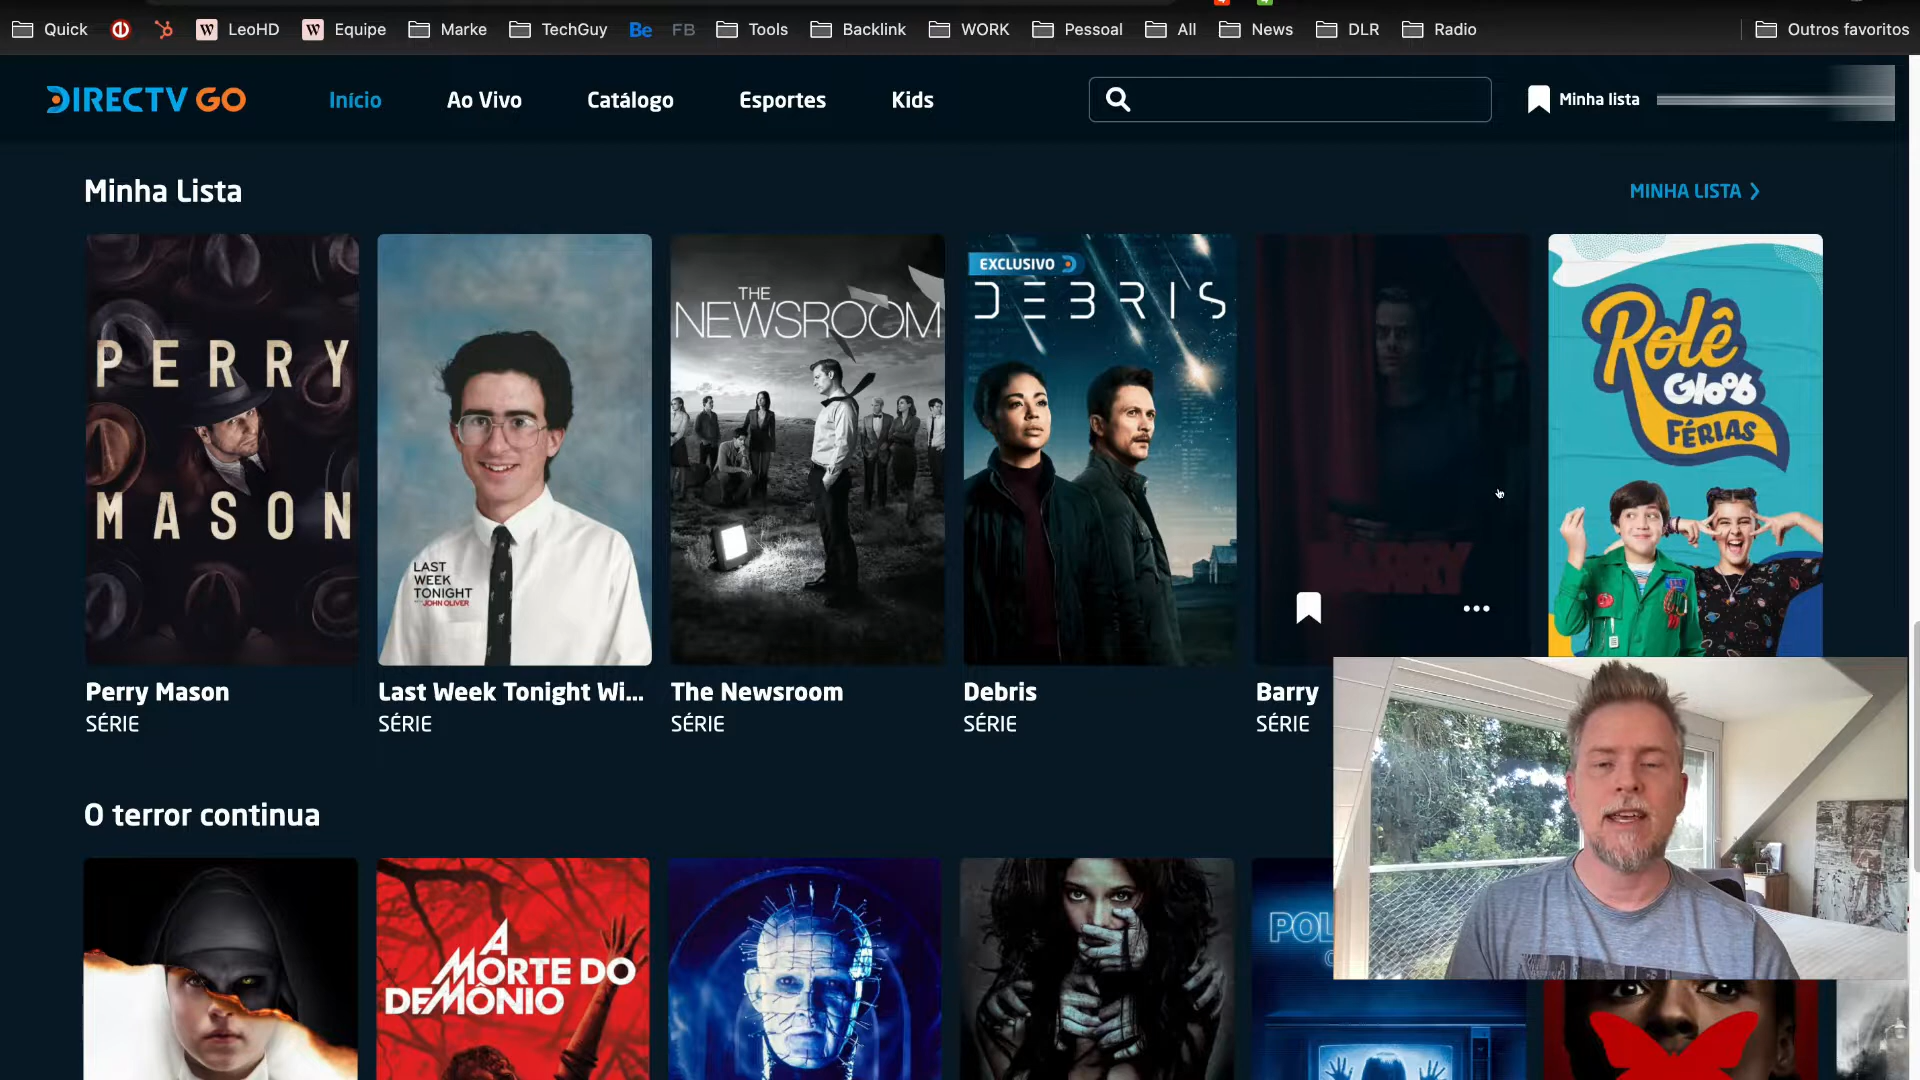 Quick
LeoHD
Equipe
Marke
TechGuy
Be
FB
Tools
Backlink
WORK
Pessoal
All
News
DLR
Radio
Outros favoritos
DIRECTV GO
Início
Ao Vivo
Catálogo
Esportes
Kids
Minha lista
Minha Lista
MINHA LISTA
PERRY
MASON
LAST
WEEK
TONIGHT
JOHN OLIVER
THE
NEWSROOM
EXCLUSIVO
DEBRIS
BARRY
Rolê
Gloob
FÉRIAS
Perry Mason
SÉRIE
Last Week Tonight Wi...
SÉRIE
The Newsroom
SÉRIE
Debris
SÉRIE
Barry
SÉRIE
O terror continua
A
MORTE DO
DEMÔNIO
POL